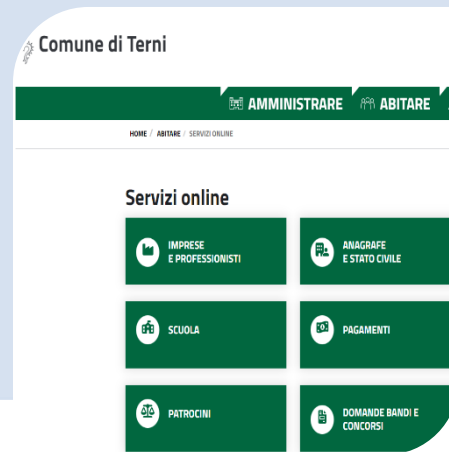 Comune di Terni
AMMINISTRARE ABITARE
HOME / ABITARE / SERVIZI ONLINE
Servizi online
IMPRESE
E PROFESSIONISTI
ANAGRAFE
E STATO CIVILE
SCUOLA
PAGAMENTI
PATROCINI
DOMANDE BANDI E
CONCORSI